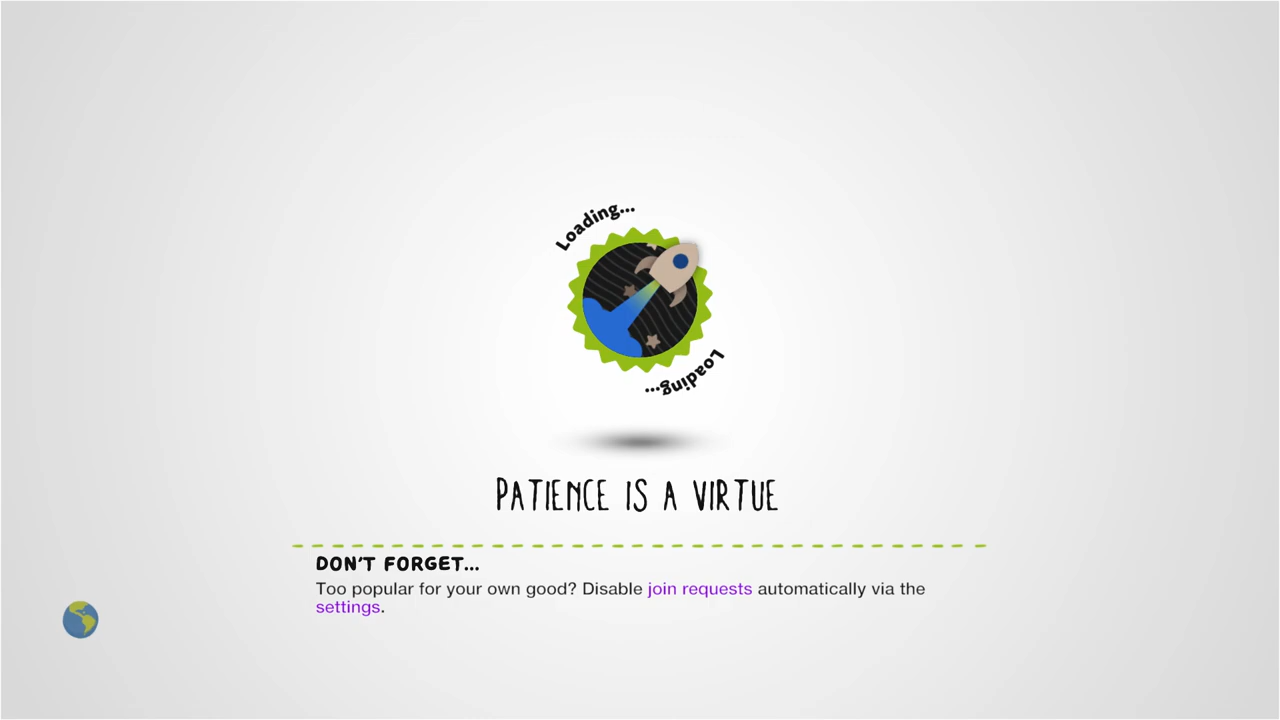 Loading...
Loading...
PATIENCE IS A VIRTUE
DON'T FORGET...
Too popular for your own good? Disable join requests automatically via the
settings.